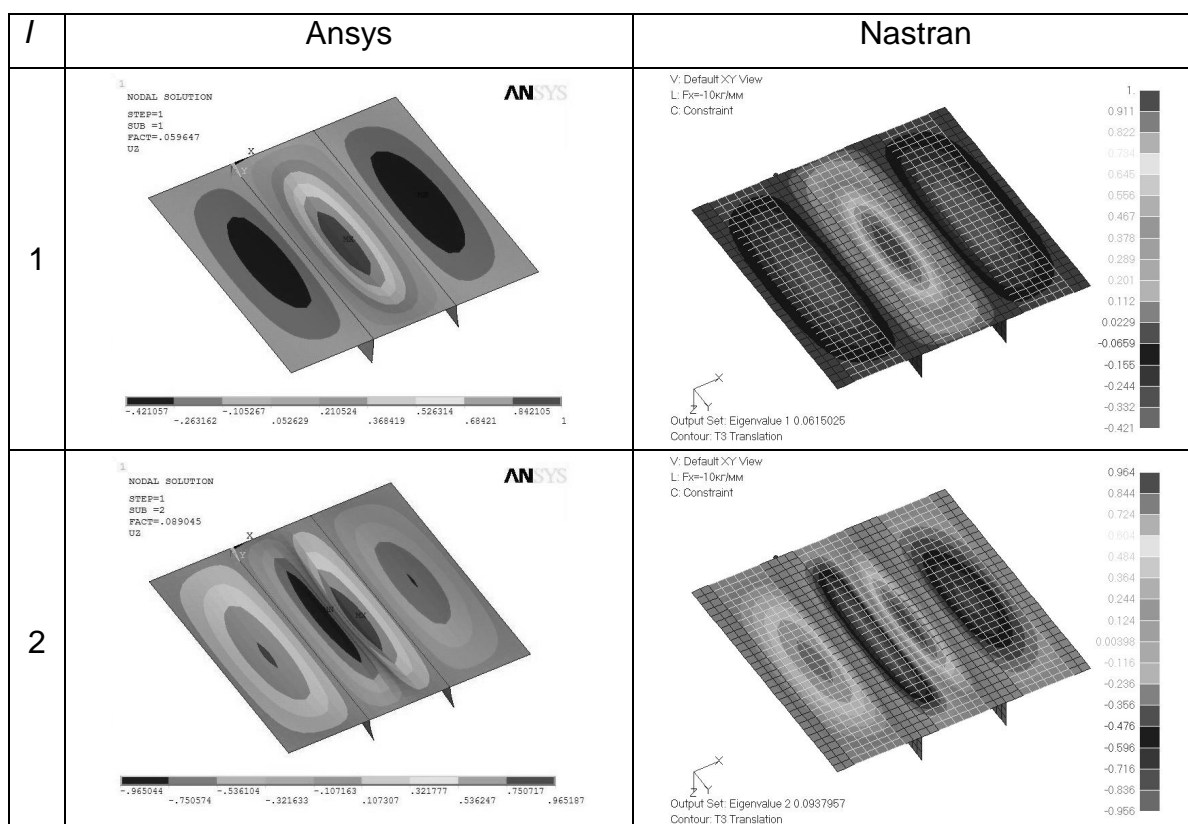 I Ansys Nastran
1
1
NODAL SOLUTION
STEP=1
SUB =1
FACT=.059647
UZ
ANSYS
X
Y
MX
-.421057 -.105267 .210524 .526314 .842105
-.263162 .052629 .368419 .68421 1
V: Default XY View
L: Fx=-10кг/мм
C: Constraint
1.
0.911
0.822
0.734
0.645
0.556
0.467
0.378
0.289
0.201
0.112
0.0229
-0.0659
-0.155
-0.244
-0.332
-0.421
X
Y
Z
Output Set: Eigenvalue 1 0.0615025
Contour: T3 Translation
2
1
NODAL SOLUTION
STEP=1
SUB =2
FACT=.089045
UZ
ANSYS
X
Y
MX
-.965044 -.536104 -.107163 .321777 .750717
-.750574 -.321633 .107307 .536247 .965187
V: Default XY View
L: Fx=-10кг/мм
C: Constraint
0.964
0.844
0.724
0.604
0.484
0.364
0.244
0.124
0.00398
-0.116
-0.236
-0.356
-0.476
-0.596
-0.716
-0.836
-0.956
X
Y
Z
Output Set: Eigenvalue 2 0.0937957
Contour: T3 Translation